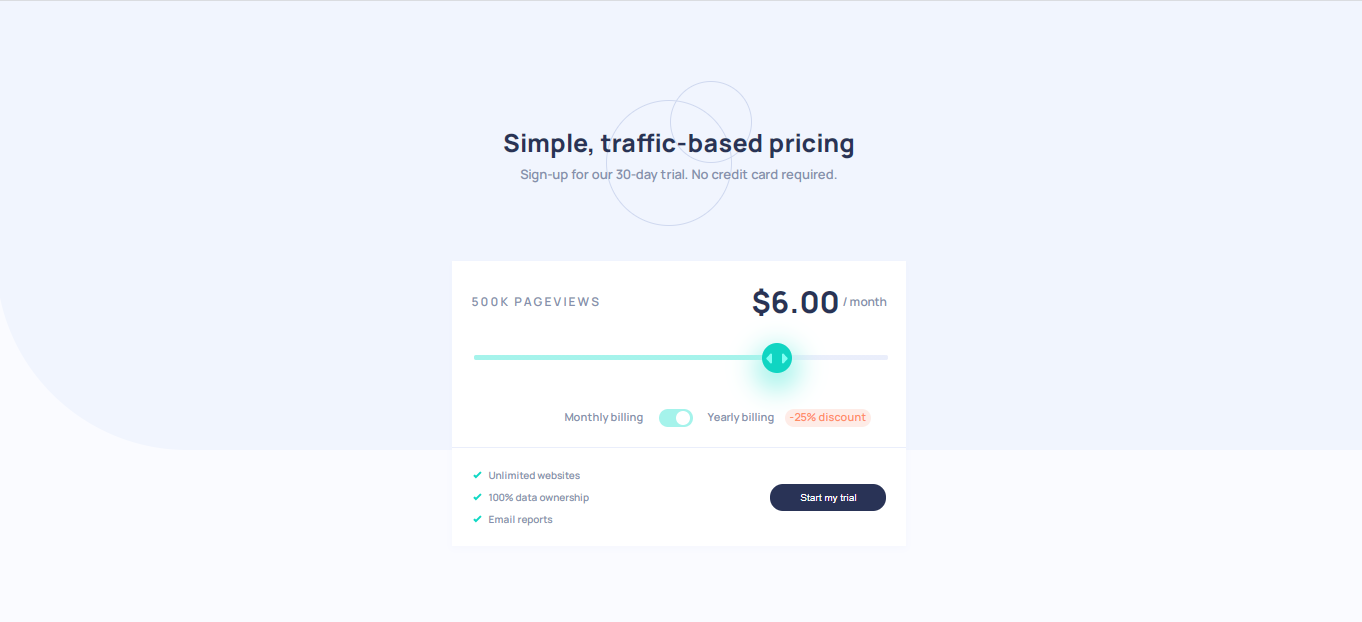 Simple, traffic-based pricing
Sign-up for our 30-day trial. No credit card required.
500K PAGEVIEWS $6.00 / month
Monthly billing Yearly billing -25% discount
Unlimited websites
100% data ownership
Email reports
Start my trial